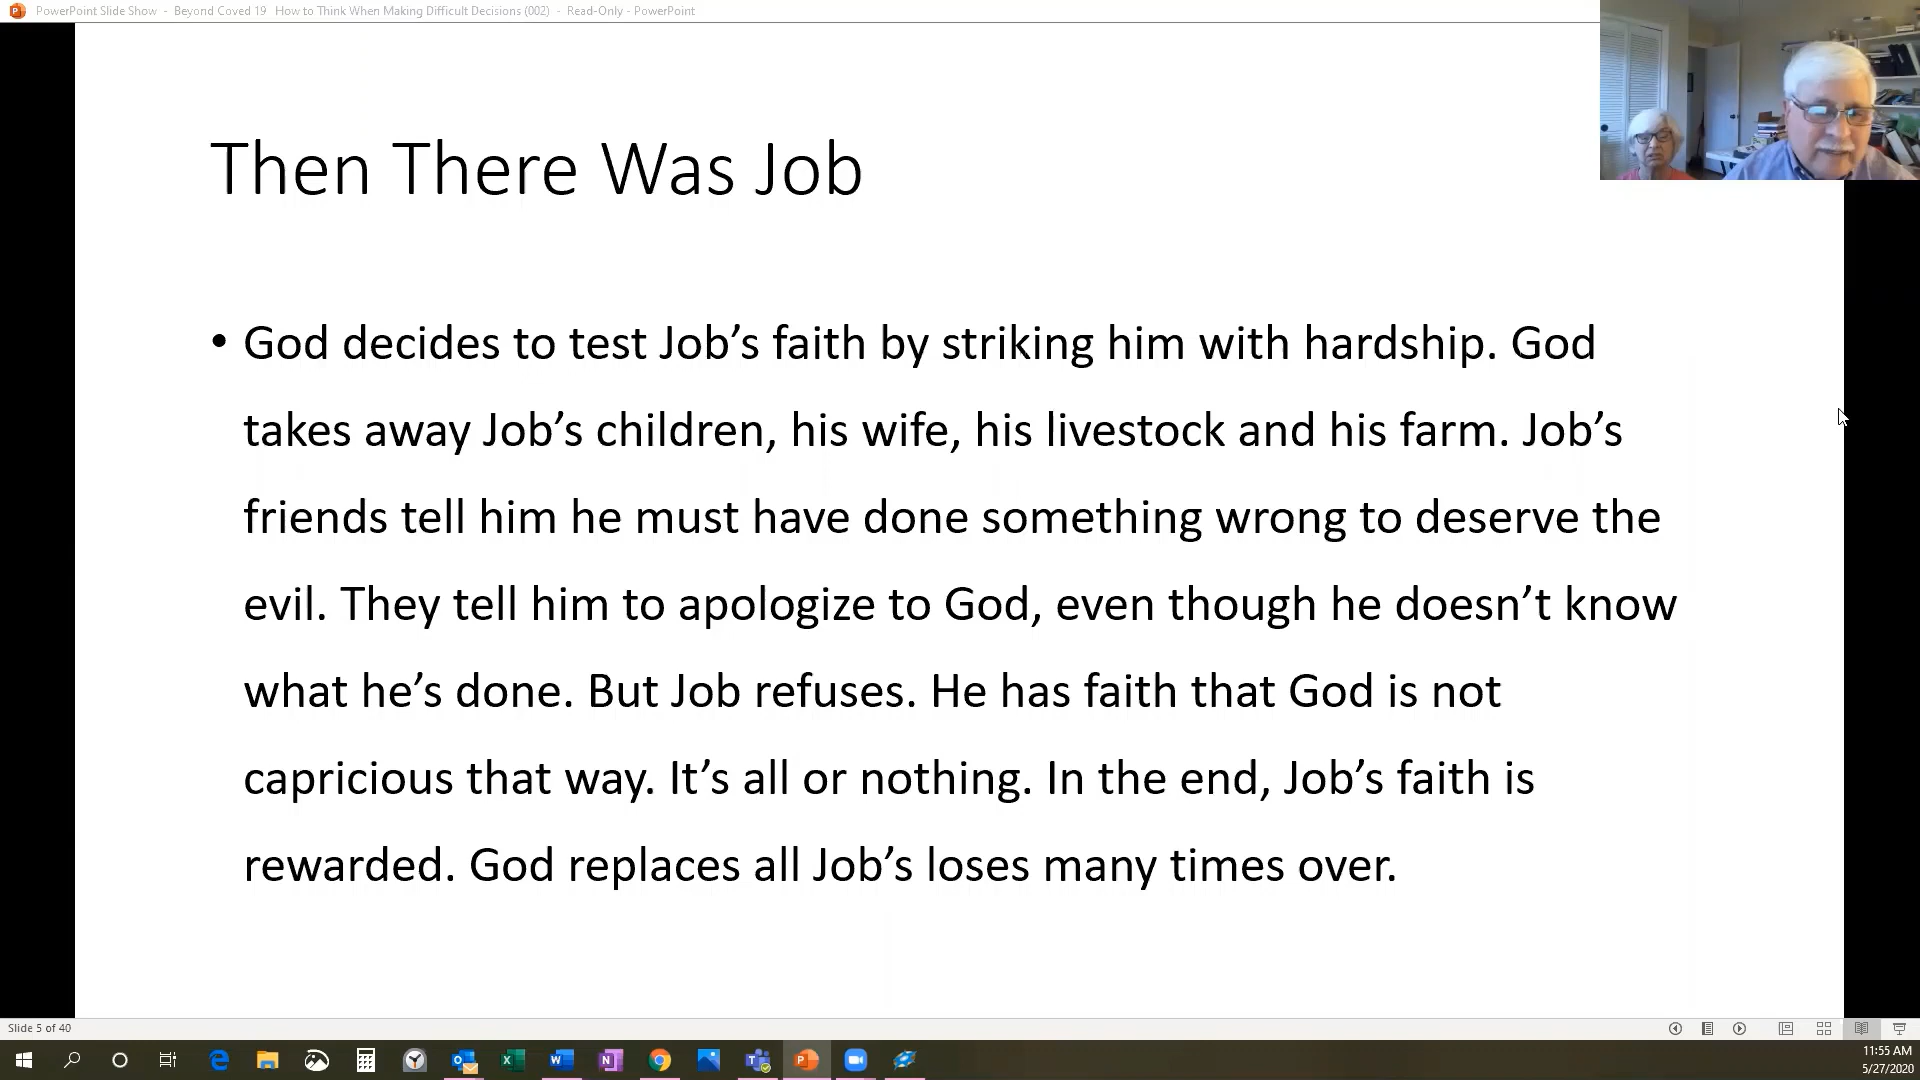 PowerPoint Slide Show - Beyond Coved 19 How to Think When Making Difficult Decisions (002) - Read-Only - PowerPoint
Then There Was Job
• God decides to test Job’s faith by striking him with hardship. God
takes away Job’s children, his wife, his livestock and his farm. Job’s
friends tell him he must have done something wrong to deserve the
evil. They tell him to apologize to God, even though he doesn’t know
what he’s done. But Job refuses. He has faith that God is not
capricious that way. It’s all or nothing. In the end, Job’s faith is
rewarded. God replaces all Job’s loses many times over.
Slide 5 of 40
11:55 AM
5/27/2020